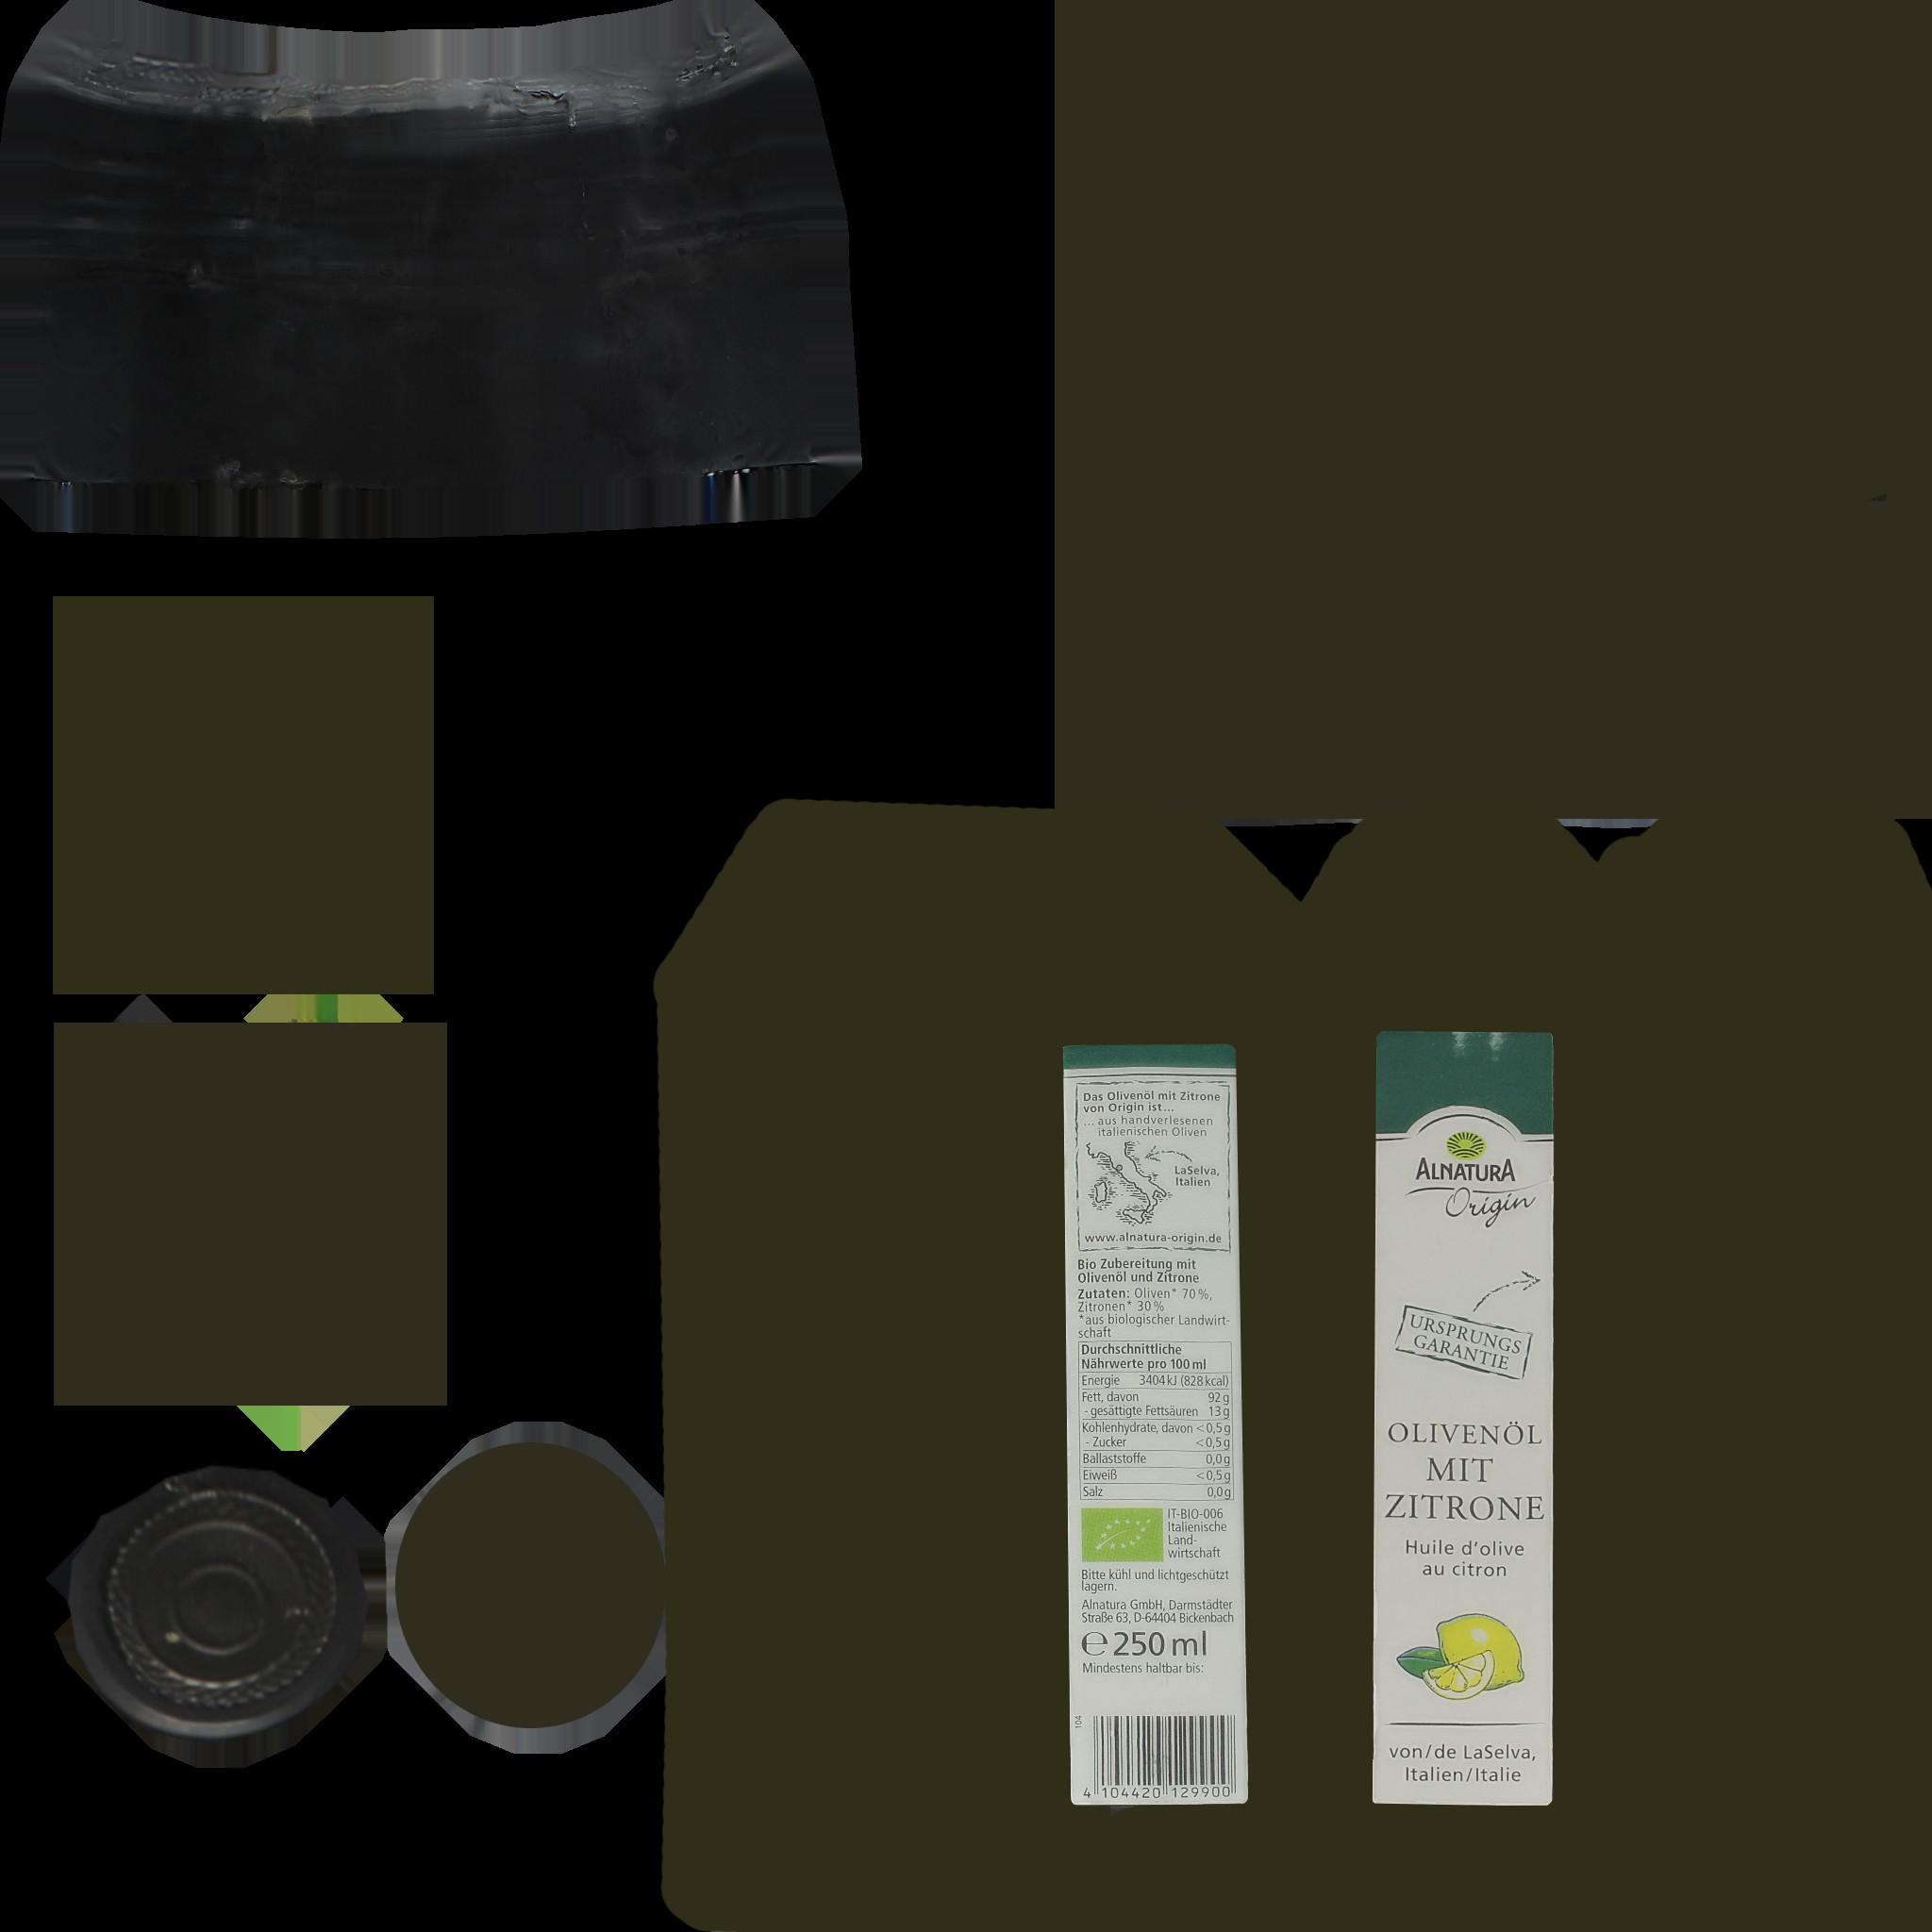 Das Olivenöl mit Zitrone
von Origin ist...
... aus handverlesenen
italienischen Oliven
LaSelva,
Italien
www.alnatura-origin.de
Bio Zubereitung mit
Olivenöl und Zitrone
Zutaten: Oliven* 70 %,
Zitronen* 30 %
*aus biologischer Landwirt-
schaft
Durchschnittliche
Nährwerte pro 100 ml
Energie 3404 kJ (828 kcal)
Fett, davon 92 g
- gesättigte Fettsäuren 13 g
Kohlenhydrate, davon <0,5 g
- Zucker <0,5 g
Ballaststoffe 0,0 g
Eiweiß <0,5 g
Salz 0,0 g
IT-BIO-006
Italienische
Land-
wirtschaft
Bitte kühl und lichtgeschützt
lagern.
Alnatura GmbH, Darmstädter
Straße 63, D-64404 Bickenbach
℮ 250 ml
Mindestens haltbar bis:
104
4 104420 129900
ALNATURA
Origin
URSPRUNGS
GARANTIE
OLIVENÖL
MIT
ZITRONE
Huile d'olive
au citron
von/de LaSelva,
Italien/Italie